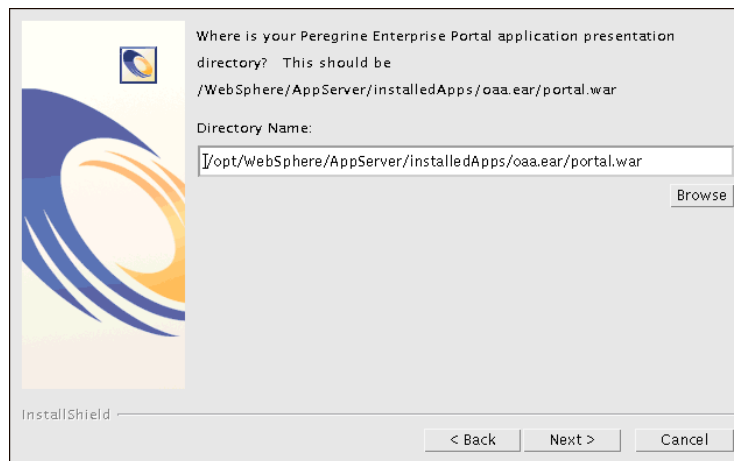 Where is your Peregrine Enterprise Portal application presentation
directory? This should be
/WebSphere/AppServer/installedApps/oaa.ear/portal.war
Directory Name:
/opt/WebSphere/AppServer/installedApps/oaa.ear/portal.war
Browse
InstallShield
< Back
Next >
Cancel